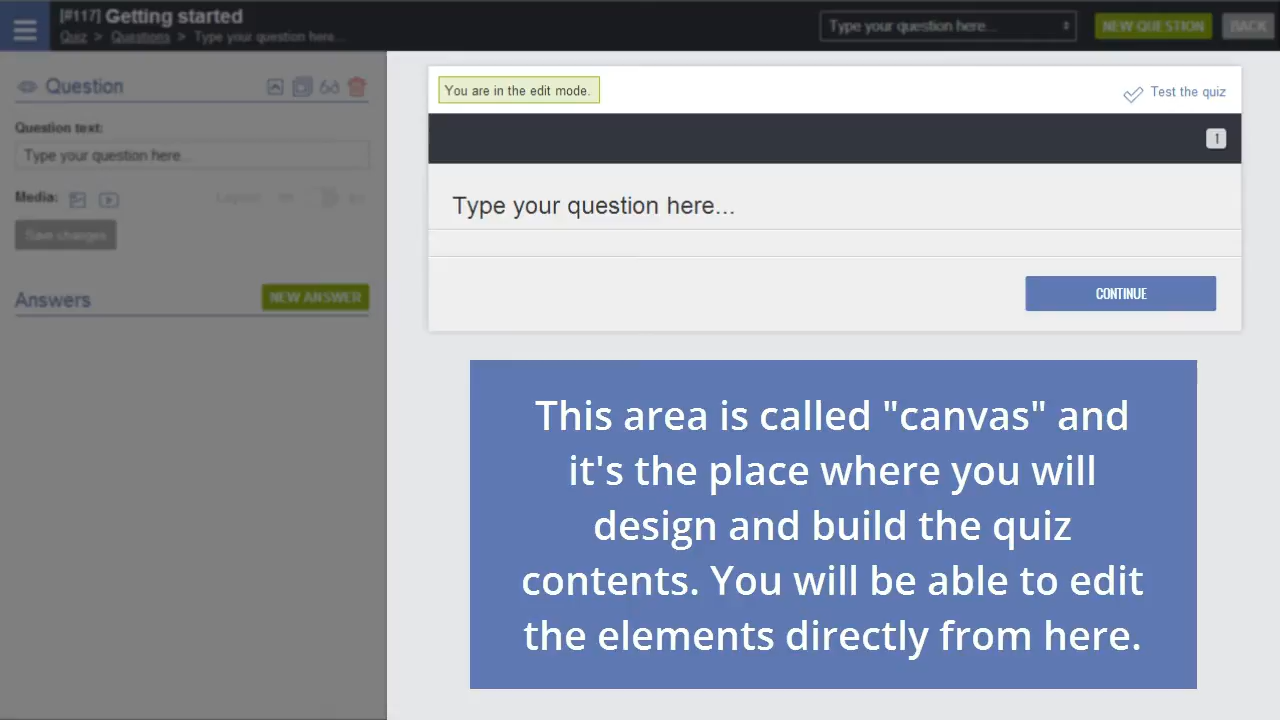 [#117] Getting started
Quiz > Questions > Type your question here...
Type your question here...
NEW QUESTION
BACK
Question
Question text:
Type your question here...
Media:
Save changes
Answers
NEW ANSWER
You are in the edit mode.
Test the quiz
1
Type your question here...
CONTINUE
This area is called "canvas" and
it's the place where you will
design and build the quiz
contents. You will be able to edit
the elements directly from here.